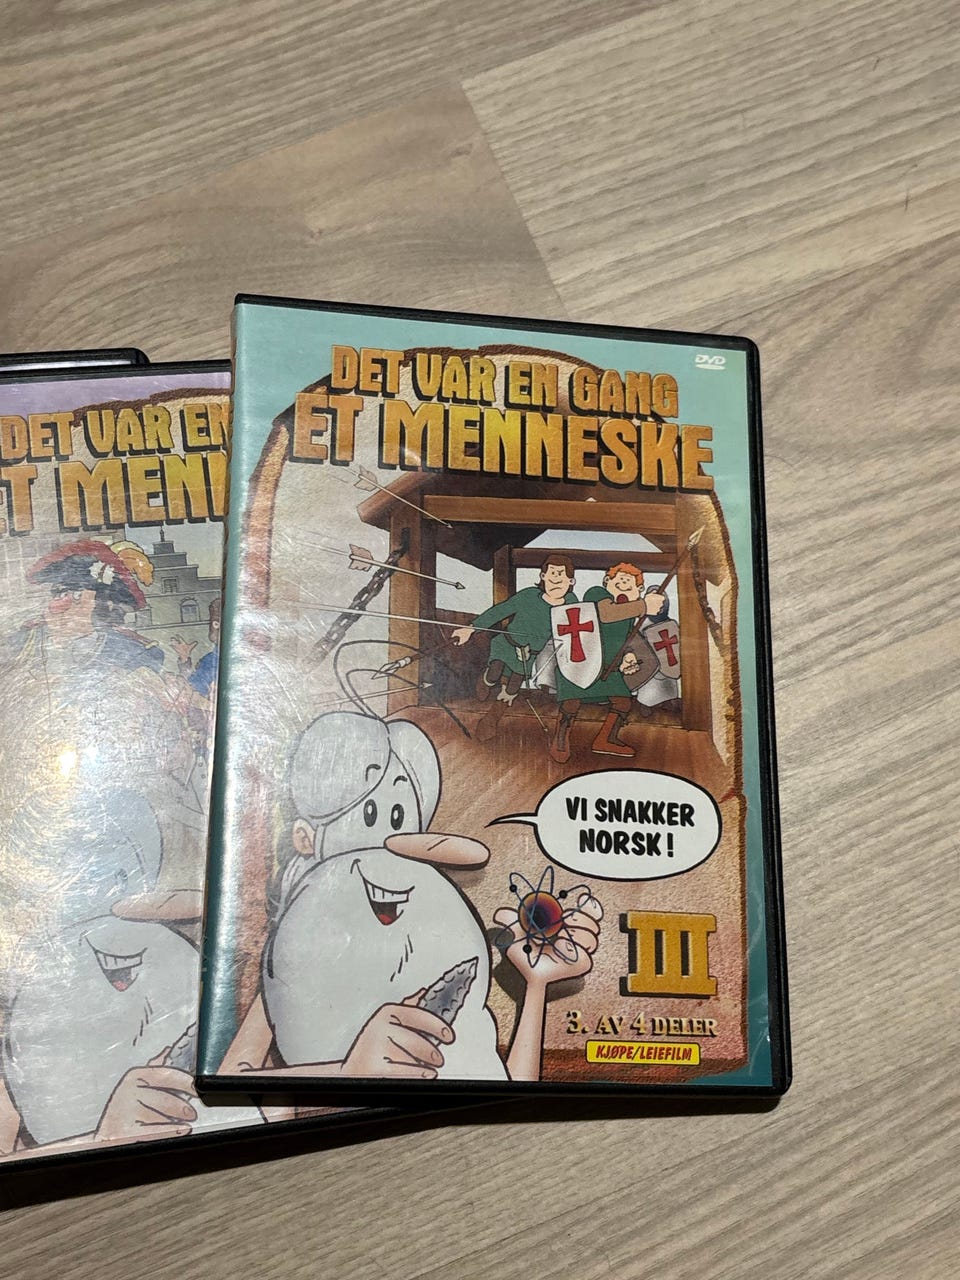 DET VAR EN GANG
ET MENNESKE
DVD
VI SNAKKER
NORSK!
III
3. AV 4 DELER
KJØPE/LEIEFILM
DET VAR EN
ET MENN